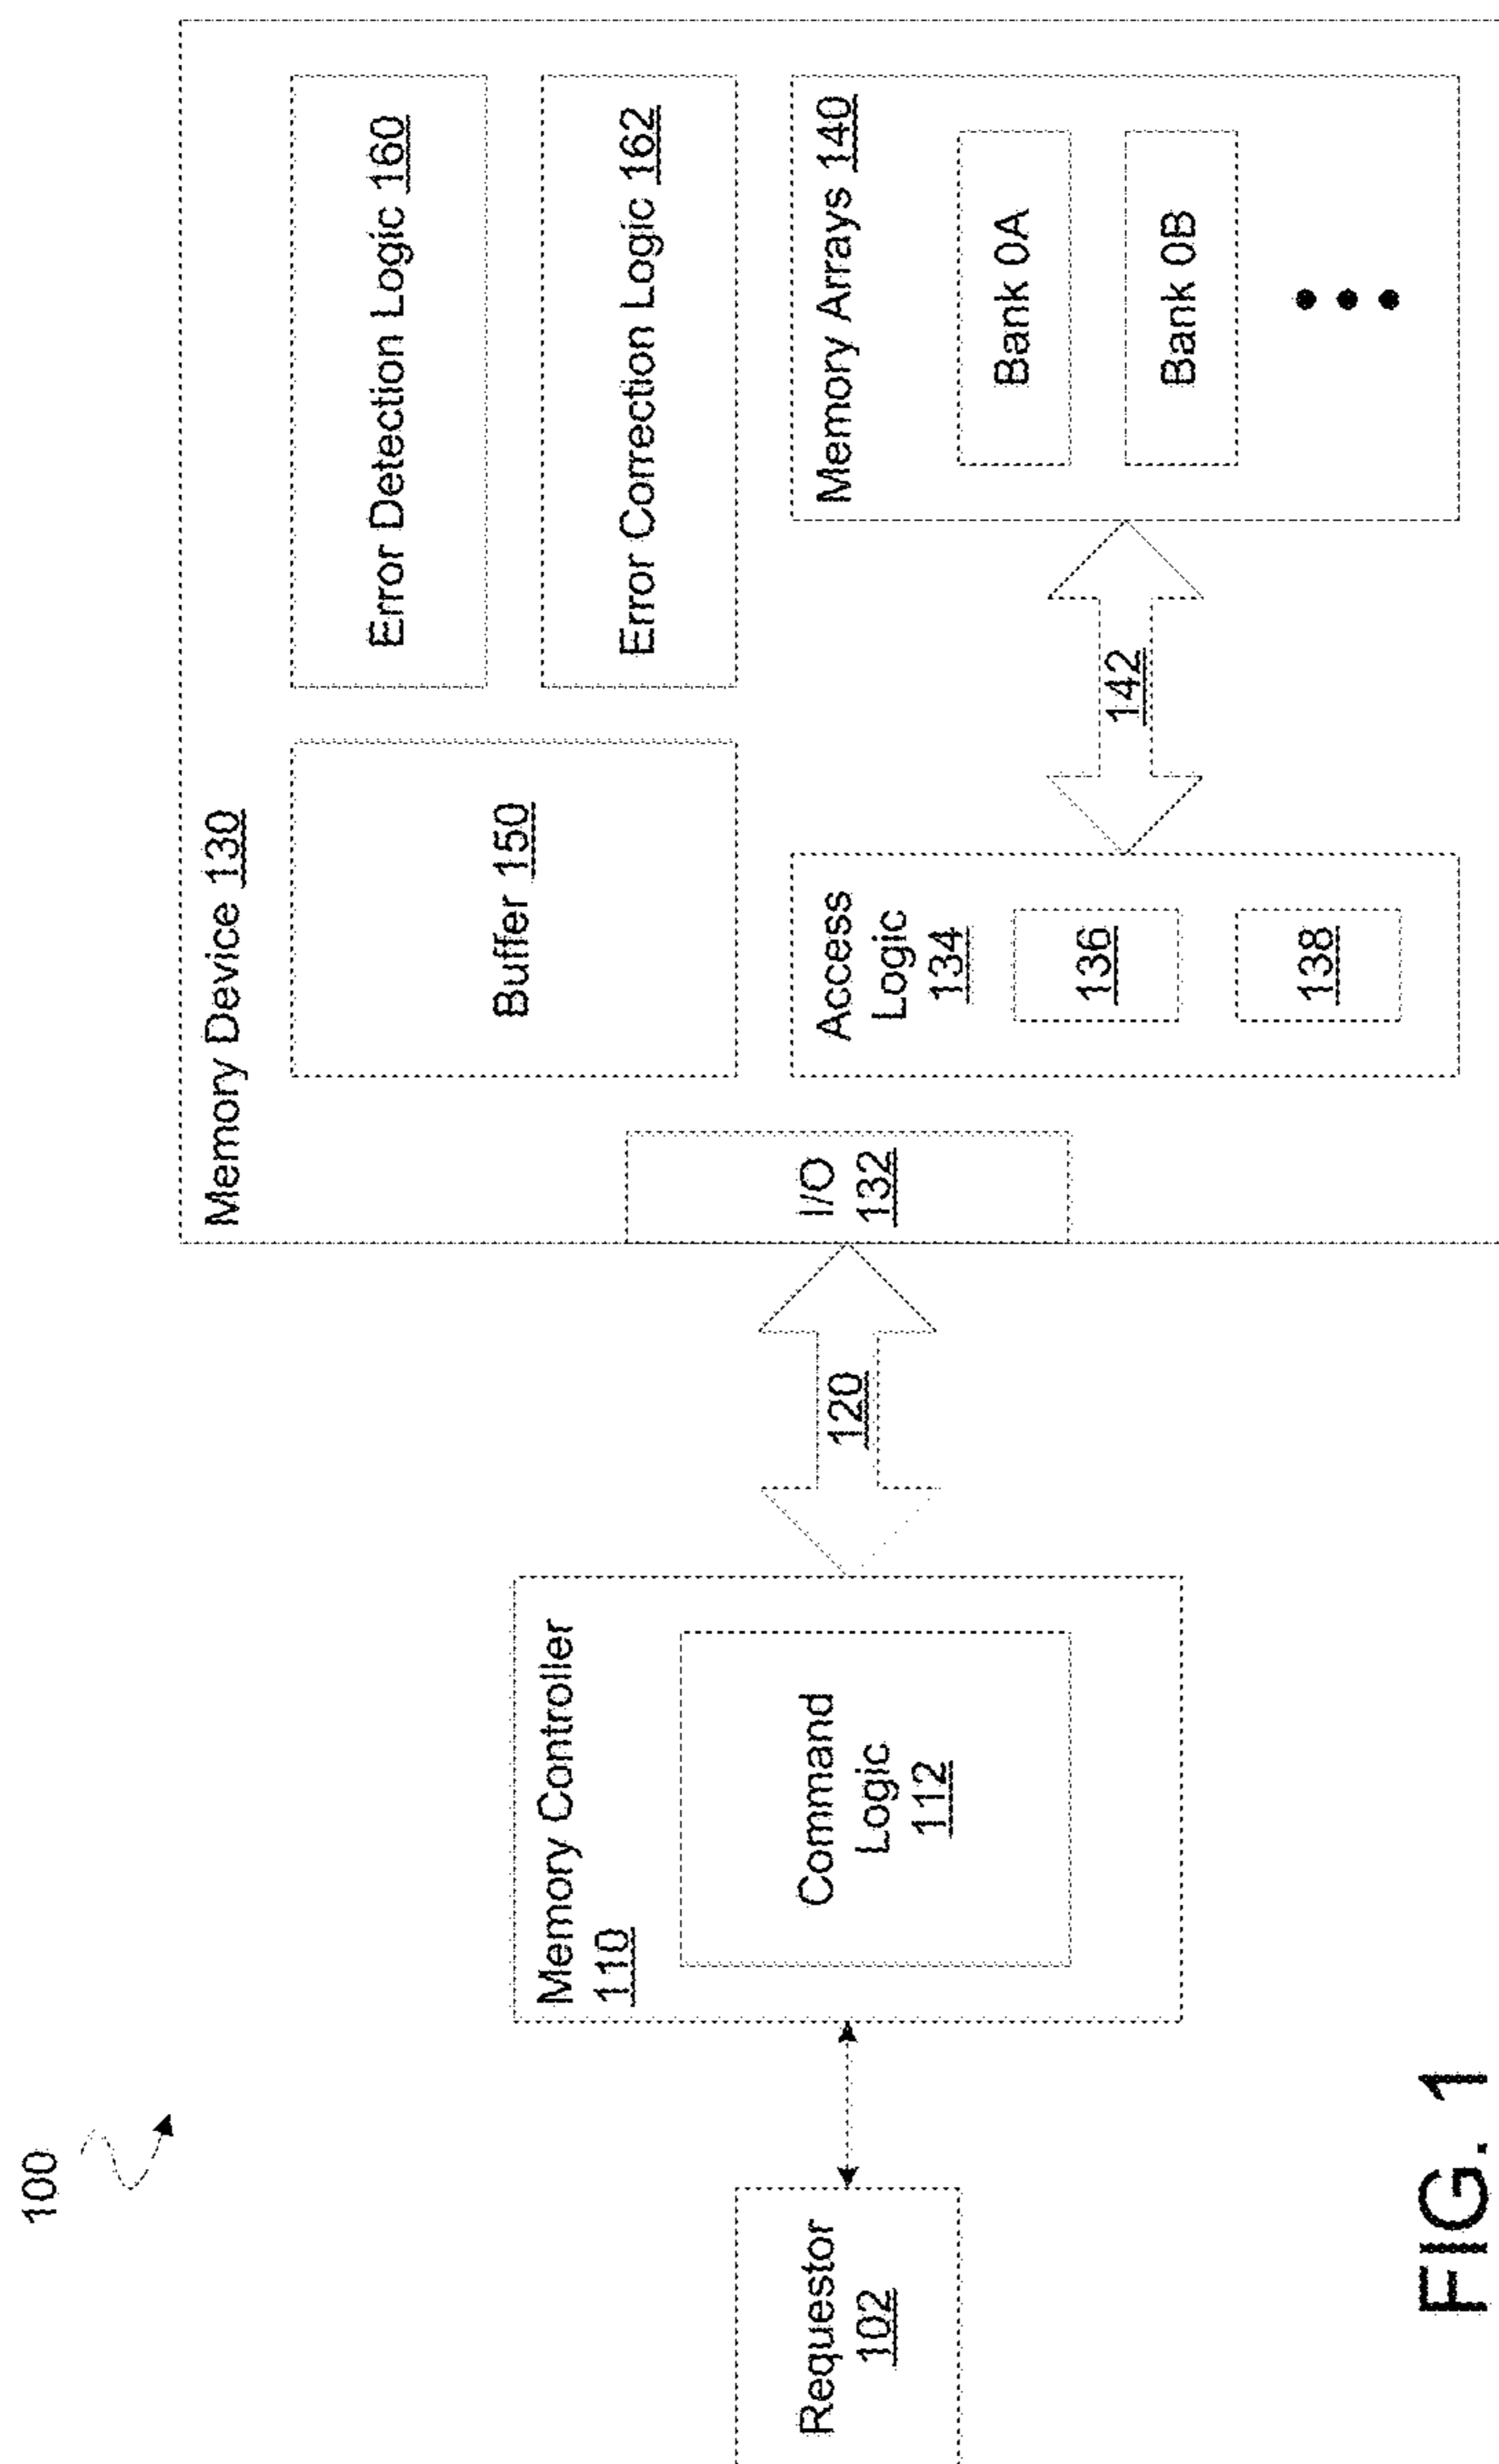 100
Requestor
102
Memory Controller
110
Command
Logic
112
120
Memory Device 130
I/O
132
Buffer 150
Error Detection Logic 160
Error Correction Logic 162
Access
Logic
134
136
138
142
Memory Arrays 140
Bank 0A
Bank 0B
FIG. 1